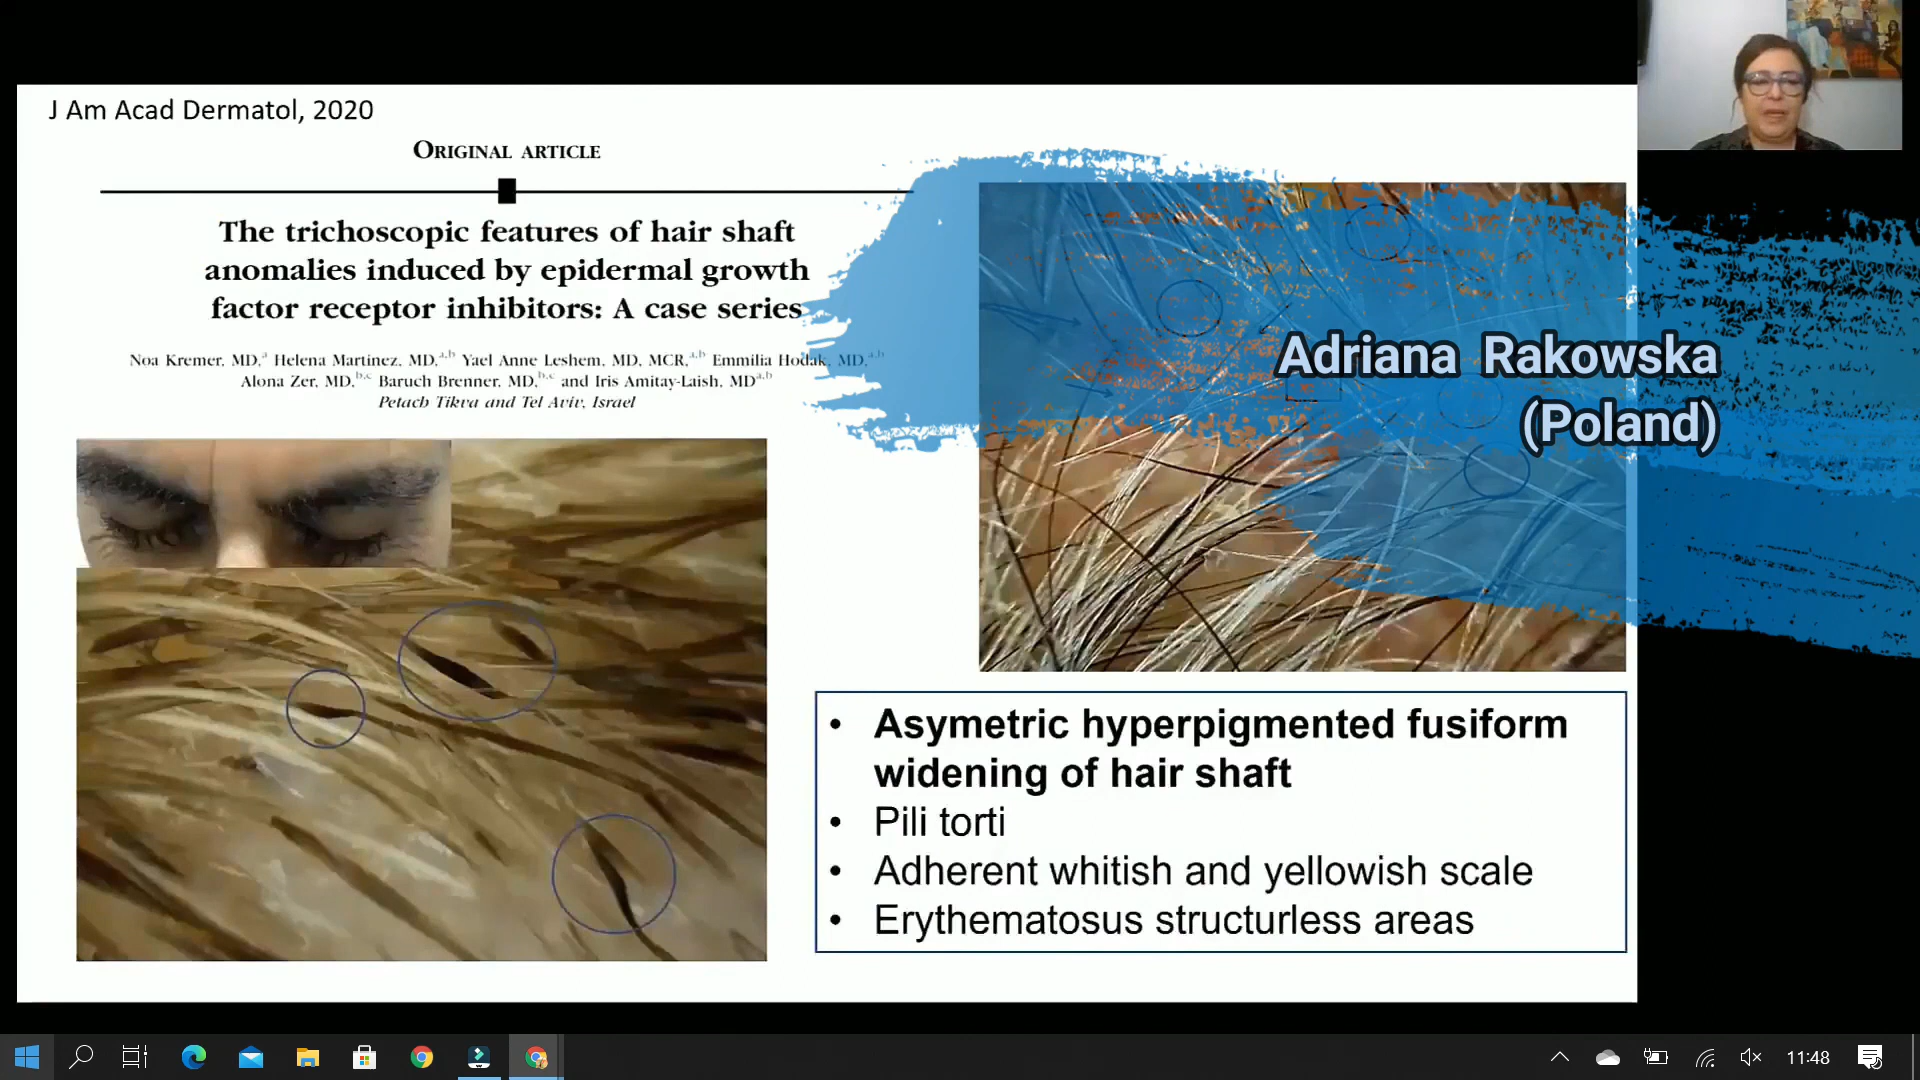 J Am Acad Dermatol, 2020
ORIGINAL ARTICLE
The trichoscopic features of hair shaft
anomalies induced by epidermal growth
factor receptor inhibitors: A case series
Noa Kremer, MD,a Helena Martinez, MD,a,b Yael Anne Leshem, MD, MCR,a,b Emmilia Hodak, MD,a,b
Alona Zer, MD,b,c Baruch Brenner, MD,b,c and Iris Amitay-Laish, MDa,b
Petach Tikva and Tel Aviv, Israel
Adriana Rakowska
(Poland)
• Asymetric hyperpigmented fusiform
widening of hair shaft
• Pili torti
• Adherent whitish and yellowish scale
• Erythematosus structurless areas
11:48